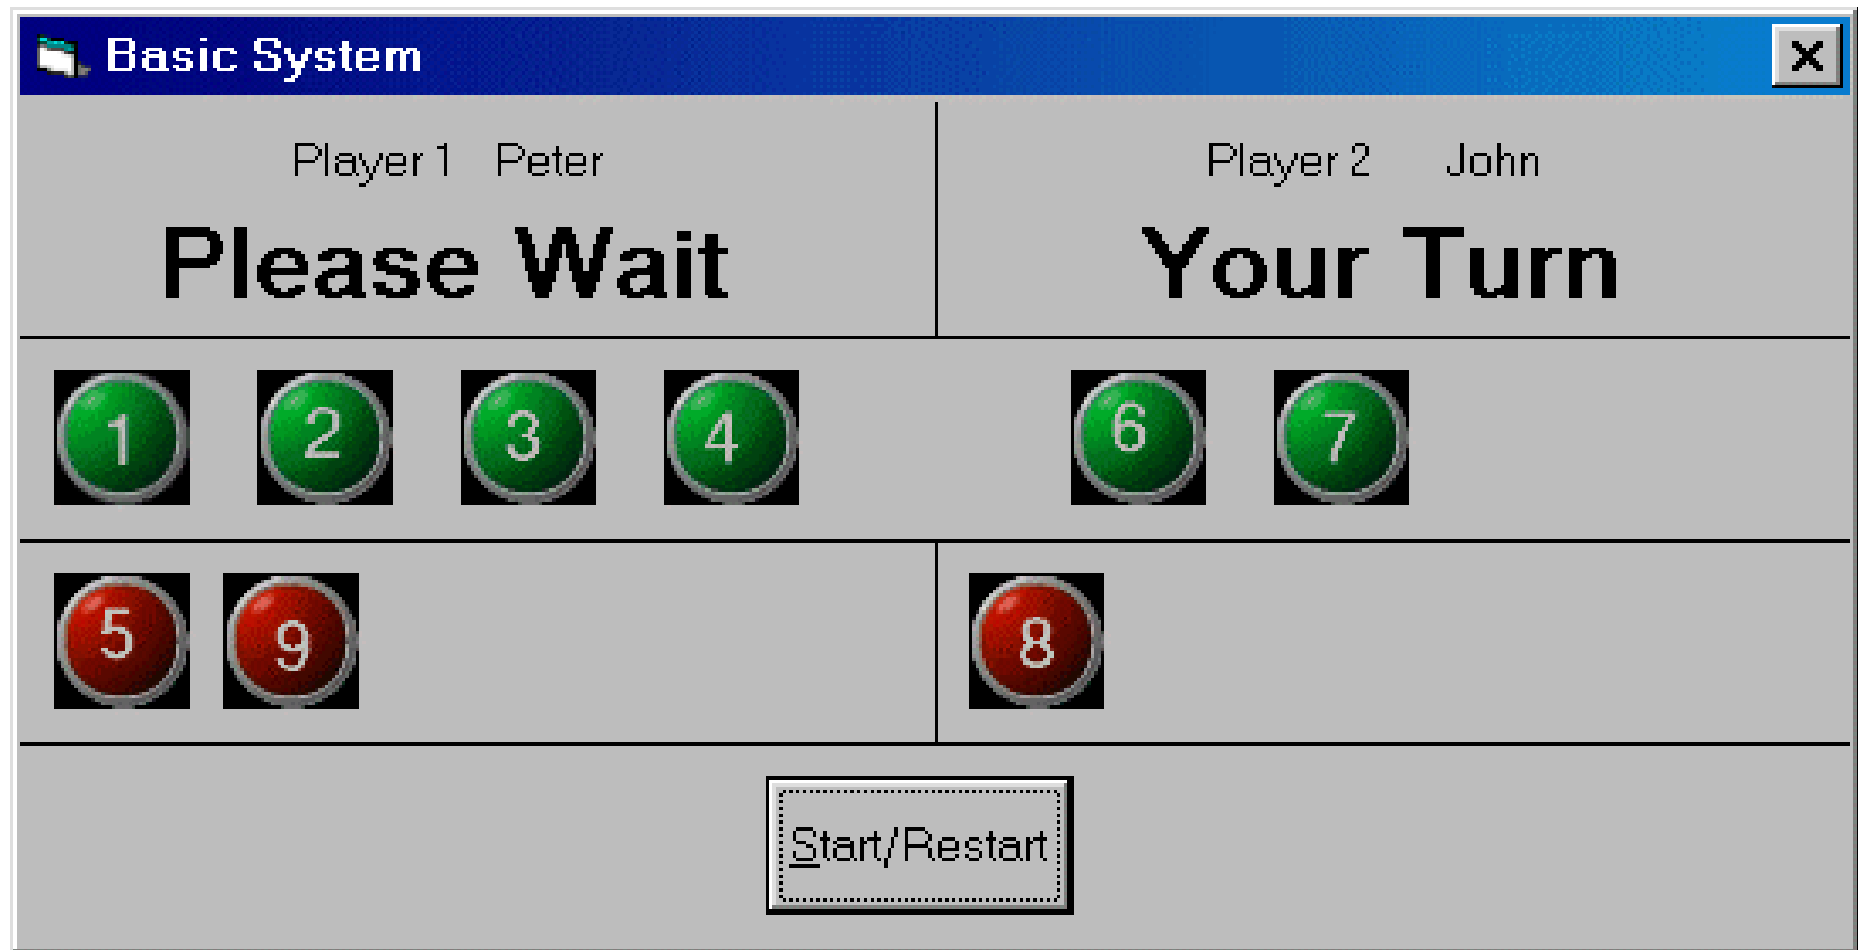 Basic System
Player 1 Peter Player 2 John
Please Wait Your Turn
1 2 3 4 6 7
5 9 8
Start/Restart